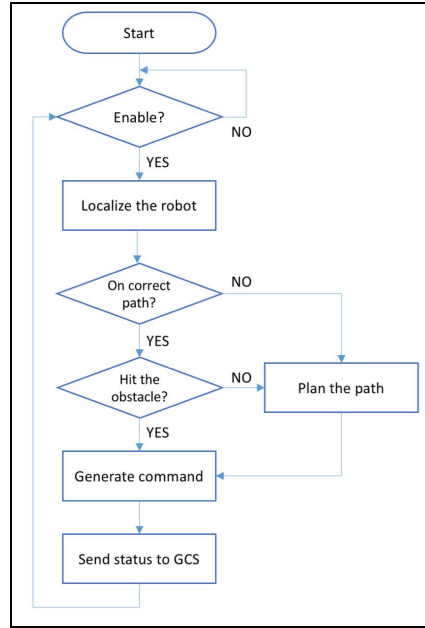 Start
Enable?
NO
YES
Localize the robot
On correct
path?
NO
YES
Hit the
obstacle?
NO
Plan the path
YES
Generate command
Send status to GCS